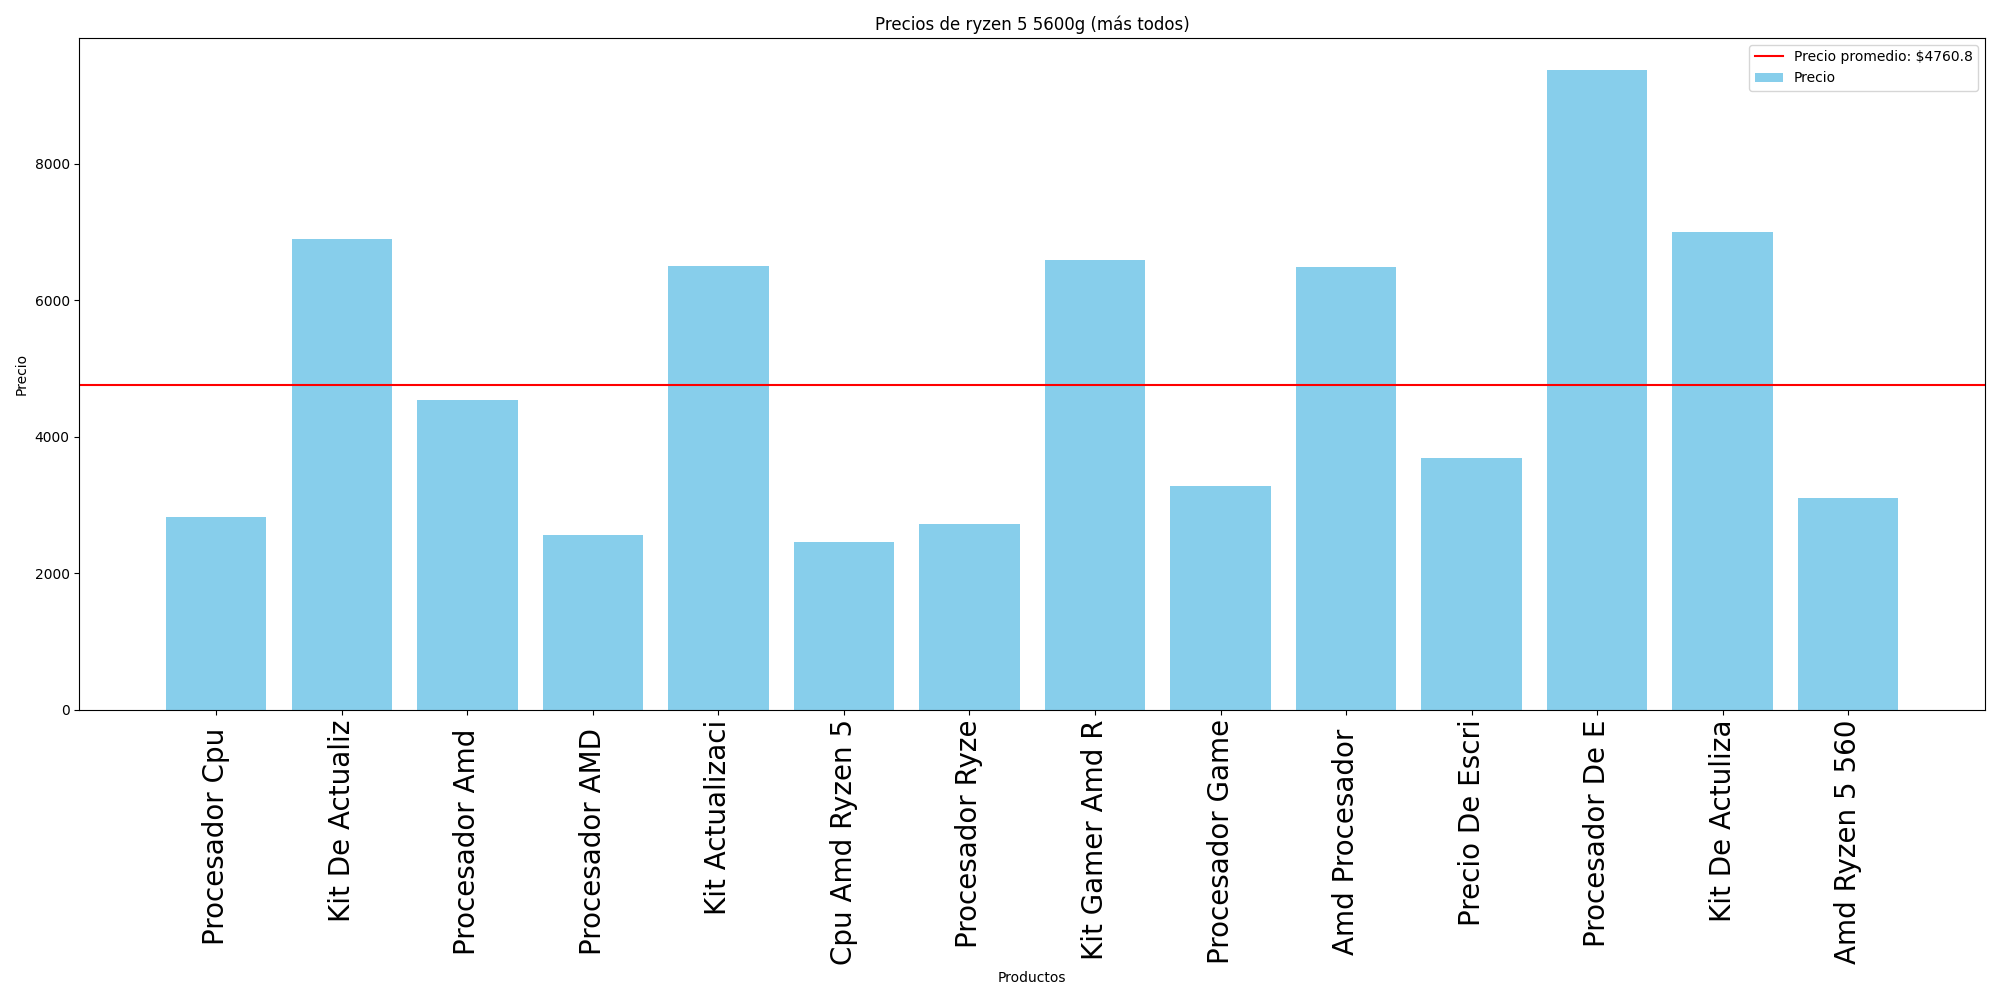 Precios de ryzen 5 5600g (más todos)
Precio promedio: $4760.8
Precio
Precio
8000
6000
4000
2000
0
Procesador Cpu
Kit De Actualiz
Procesador Amd
Procesador AMD
Kit Actualizaci
Cpu Amd Ryzen 5
Procesador Ryze
Kit Gamer Amd R
Procesador Game
Amd Procesador
Precio De Escri
Procesador De E
Kit De Actuliza
Amd Ryzen 5 560
Productos